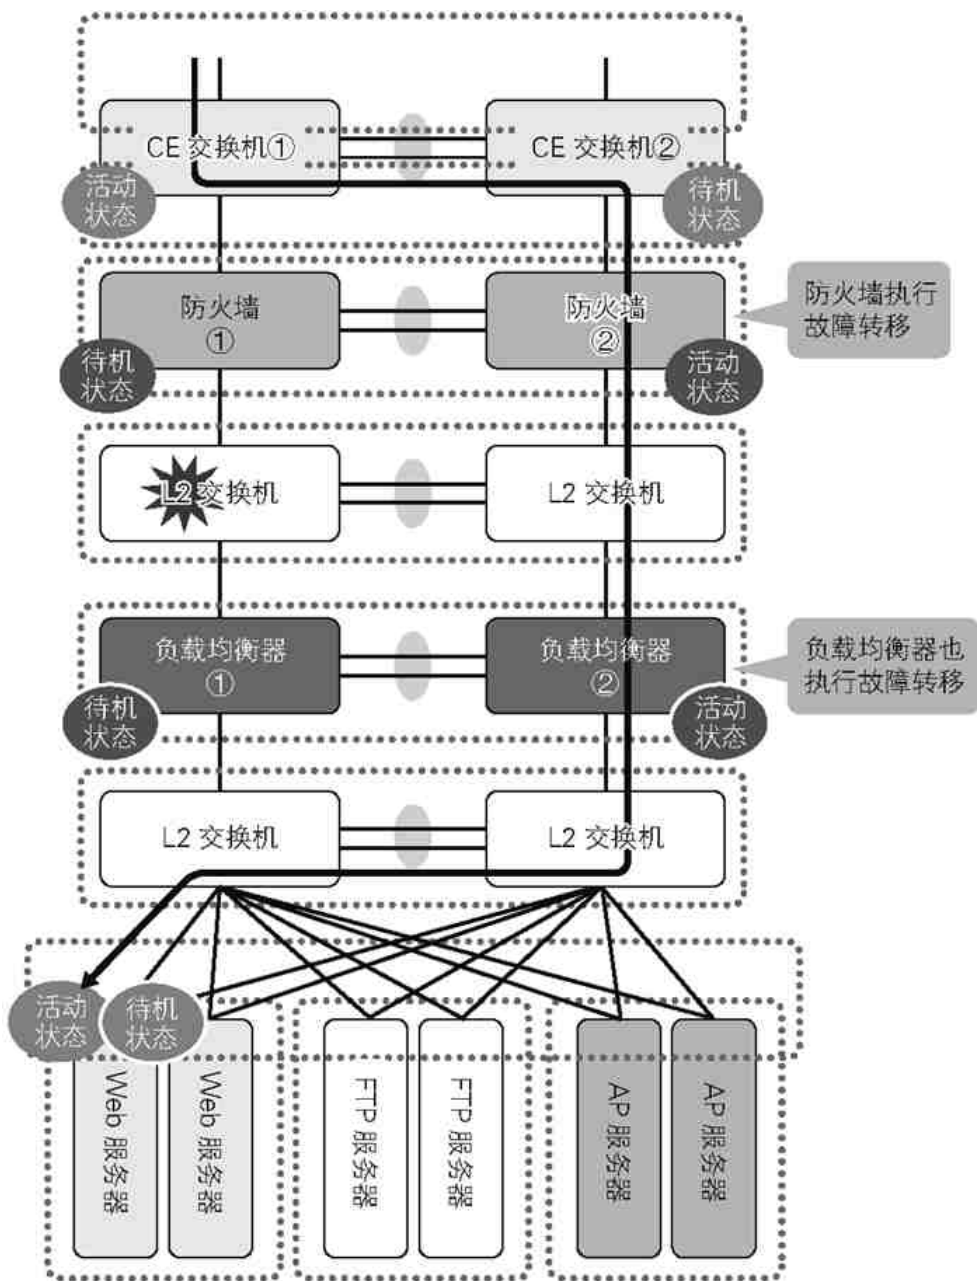 CE 交换机①
CE 交换机②
活动
状态
待机
状态
防火墙
①
防火墙
②
防火墙执行
故障转移
待机
状态
活动
状态
L2 交换机
L2 交换机
负载均衡器
①
负载均衡器
②
负载均衡器也
执行故障转移
待机
状态
活动
状态
L2 交换机
L2 交换机
活动
状态
待机
状态
Web 服务器
Web 服务器
FTP 服务器
FTP 服务器
AP 服务器
AP 服务器